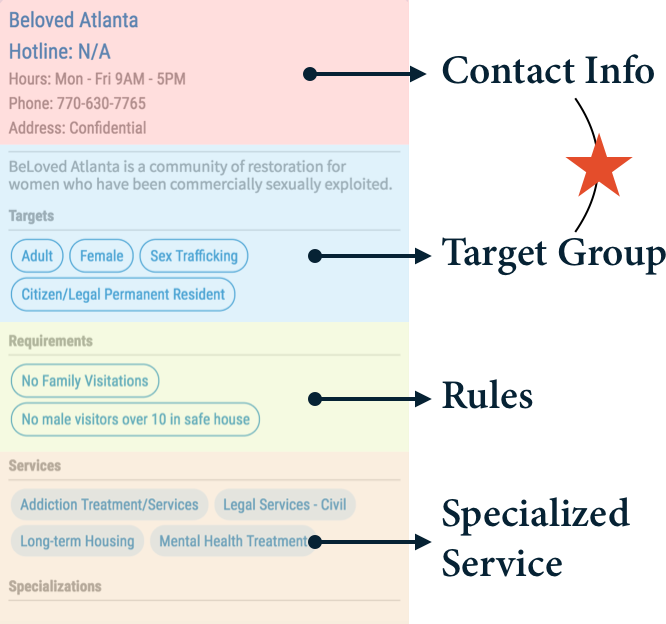 Beloved Atlanta
Hotline: N/A
Hours: Mon - Fri 9AM - 5PM
Phone: 770-630-7765
Address: Confidential
Contact Info
BeLoved Atlanta is a community of restoration for
women who have been commercially sexually exploited.
Targets
Adult Female Sex Trafficking
Citizen/Legal Permanent Resident
Target Group
Requirements
No Family Visitations
No male visitors over 10 in safe house
Rules
Services
Addiction Treatment/Services Legal Services - Civil
Long-term Housing Mental Health Treatment
Specializations
Specialized
Service